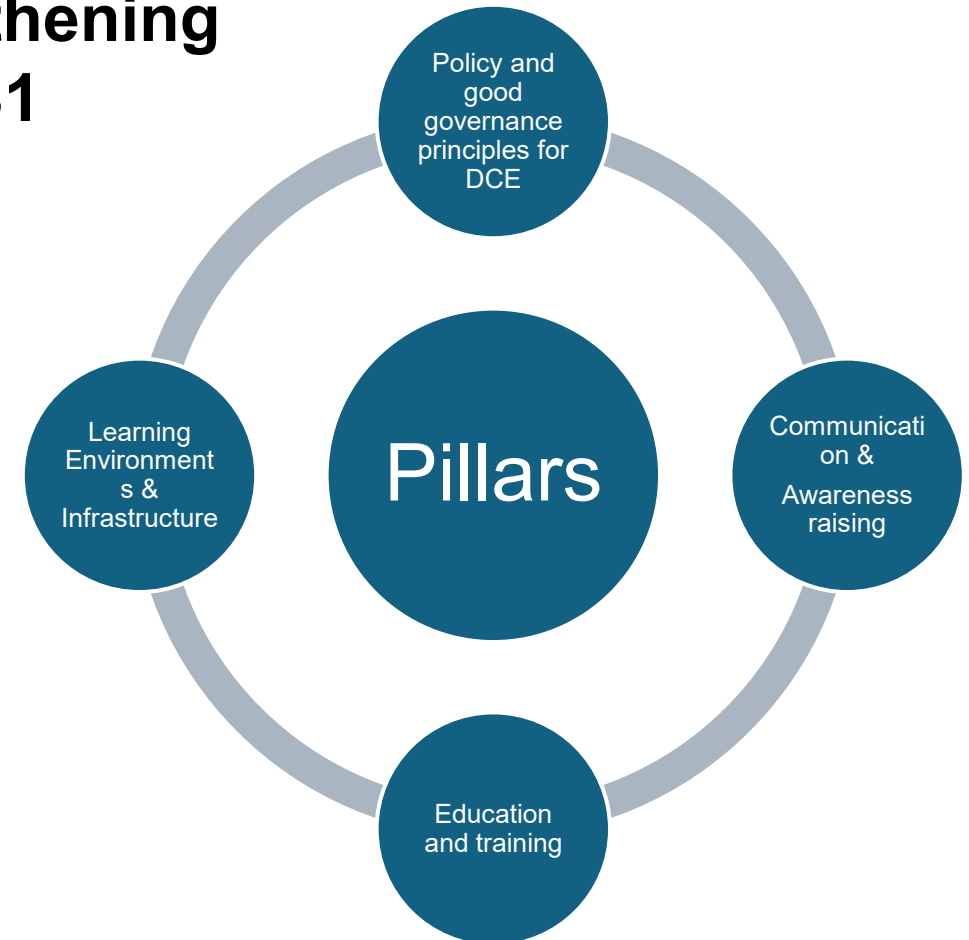 thening
1
Policy and
good
governance
principles for
DCE
Learning
Environment
s &
Infrastructure
Pillars
Communicati
on &
Awareness
raising
Education
and training